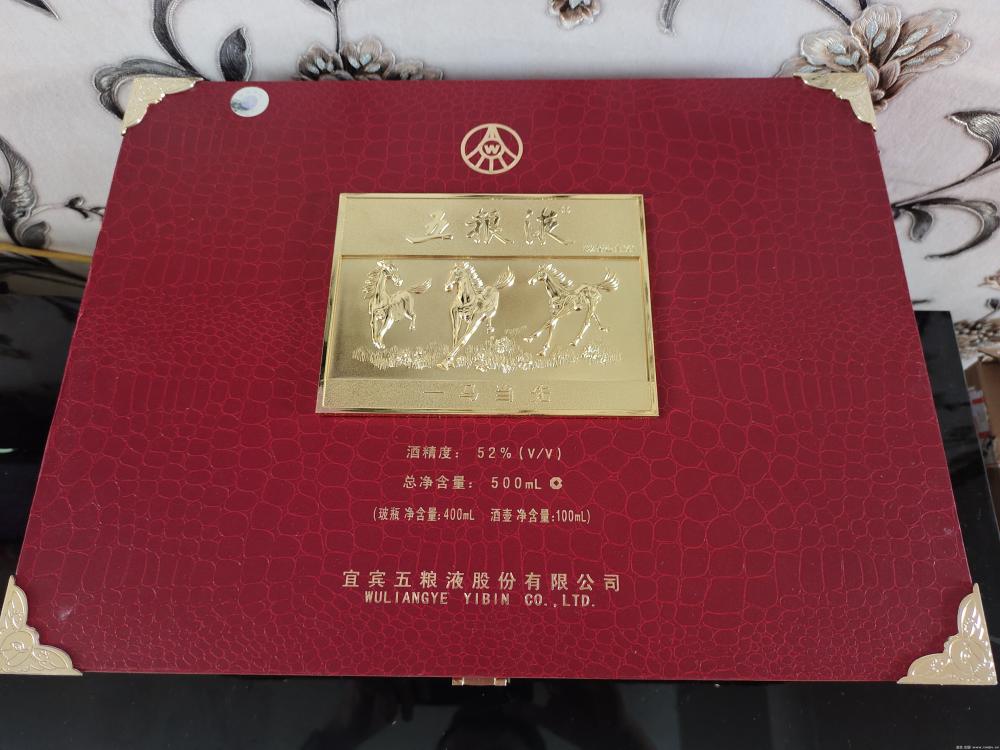 五粮液
一马当先
酒精度： 52%(V/V)
总净含量： 500mL
(玻瓶 净含量:400mL 酒壶 净含量:100mL)
宜宾五粮液股份有限公司
WULIANGYE YIBIN CO.,LTD.